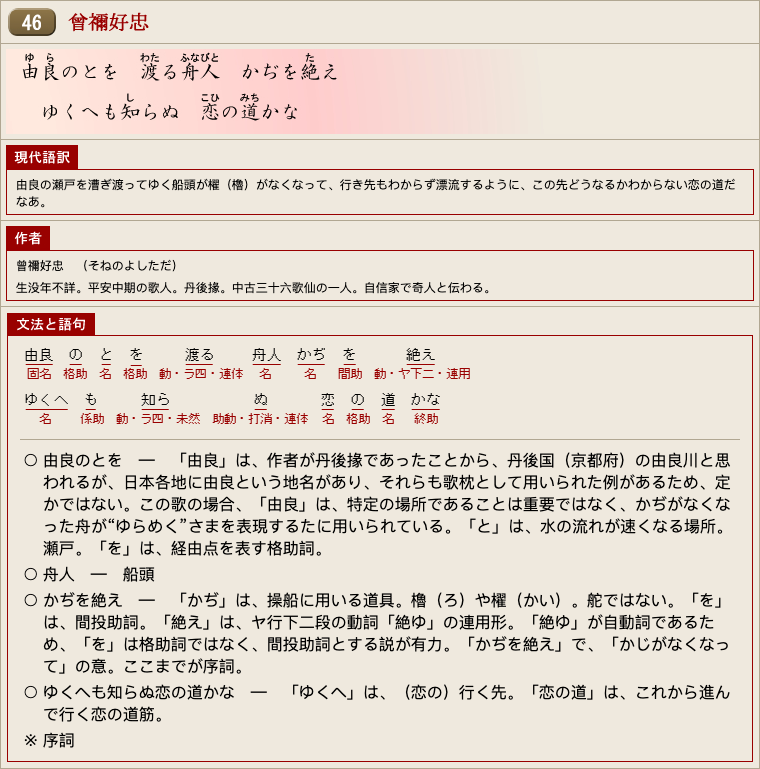 46 曾禰好忠
ゆ ら わた ふなびと た
由良のとを 渡る舟人 かぢを絶え
し こひ みち
ゆくへも知らぬ 恋の道かな
現代語訳
由良の瀬戸を漕ぎ渡ってゆく船頭が櫂（櫓）がなくなって、行き先もわからず漂流するように、この先どうなるかわからない恋の道だ
なあ。
作者
曾禰好忠 （そねのよしただ）
生没年不詳。平安中期の歌人。丹後掾。中古三十六歌仙の一人。自信家で奇人と伝わる。
文法と語句
由良 の と を 渡る 舟人 かぢ を 絶え
固名 格助 名 格助 動・ラ四・連体 名 名 間助 動・ヤ下二・連用
ゆくへ も 知ら ぬ 恋 の 道 かな
名 係助 動・ラ四・未然 助動・打消・連体 名 格助 名 終助
○ 由良のとを ― 「由良」は、作者が丹後掾であったことから、丹後国（京都府）の由良川と思
われるが、日本各地に由良という地名があり、それらも歌枕として用いられた例があるため、定
かではない。この歌の場合、「由良」は、特定の場所であることは重要ではなく、かぢがなくな
った舟が“ゆらめく”さまを表現するたに用いられている。「と」は、水の流れが速くなる場所。
瀬戸。「を」は、経由点を表す格助詞。
○ 舟人 ― 船頭
○ かぢを絶え ― 「かぢ」は、操船に用いる道具。櫓（ろ）や櫂（かい）。舵ではない。「を」
は、間投助詞。「絶え」は、ヤ行下二段の動詞「絶ゆ」の連用形。「絶ゆ」が自動詞であるた
め、「を」は格助詞ではなく、間投助詞とする説が有力。「かぢを絶え」で、「かじがなくなっ
て」の意。ここまでが序詞。
○ ゆくへも知らぬ恋の道かな ― 「ゆくへ」は、（恋の）行く先。「恋の道」は、これから進ん
で行く恋の道筋。
※ 序詞